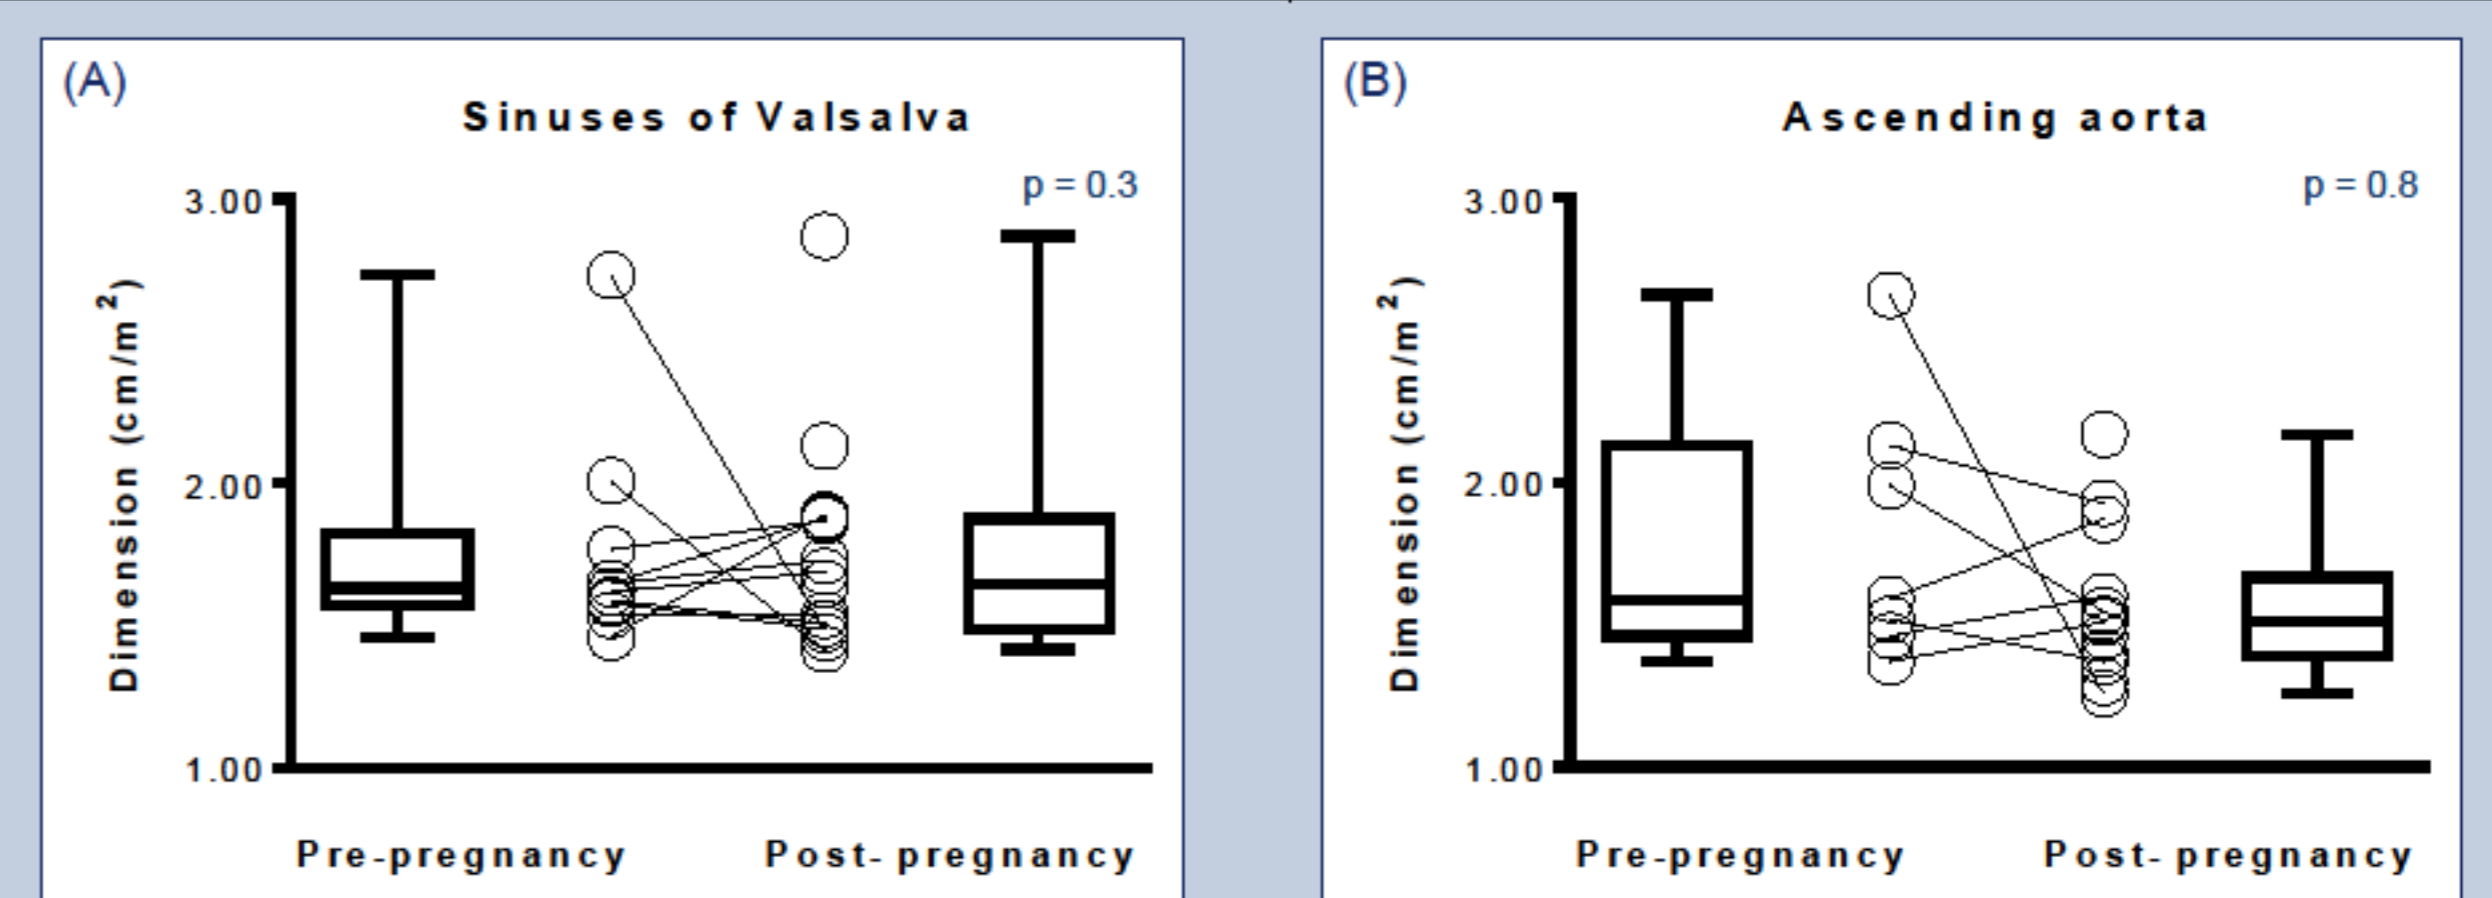 (A)
Sinuses of Valsalva
p = 0.3
3.00
2.00
1.00
Dimension (cm/m²)
Pre-pregnancy
Post- pregnancy
(B)
Ascending aorta
p = 0.8
3.00
2.00
1.00
Dimension (cm/m²)
Pre-pregnancy
Post- pregnancy